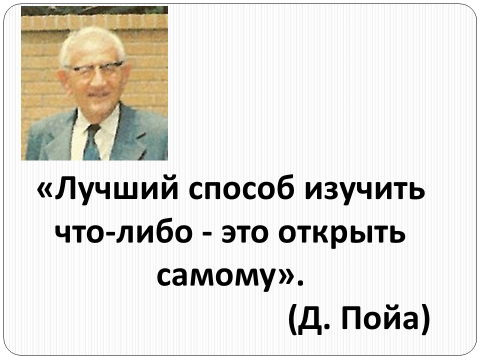 «Лучший способ изучить
что-либо - это открыть
самому».
(Д. Пойа)